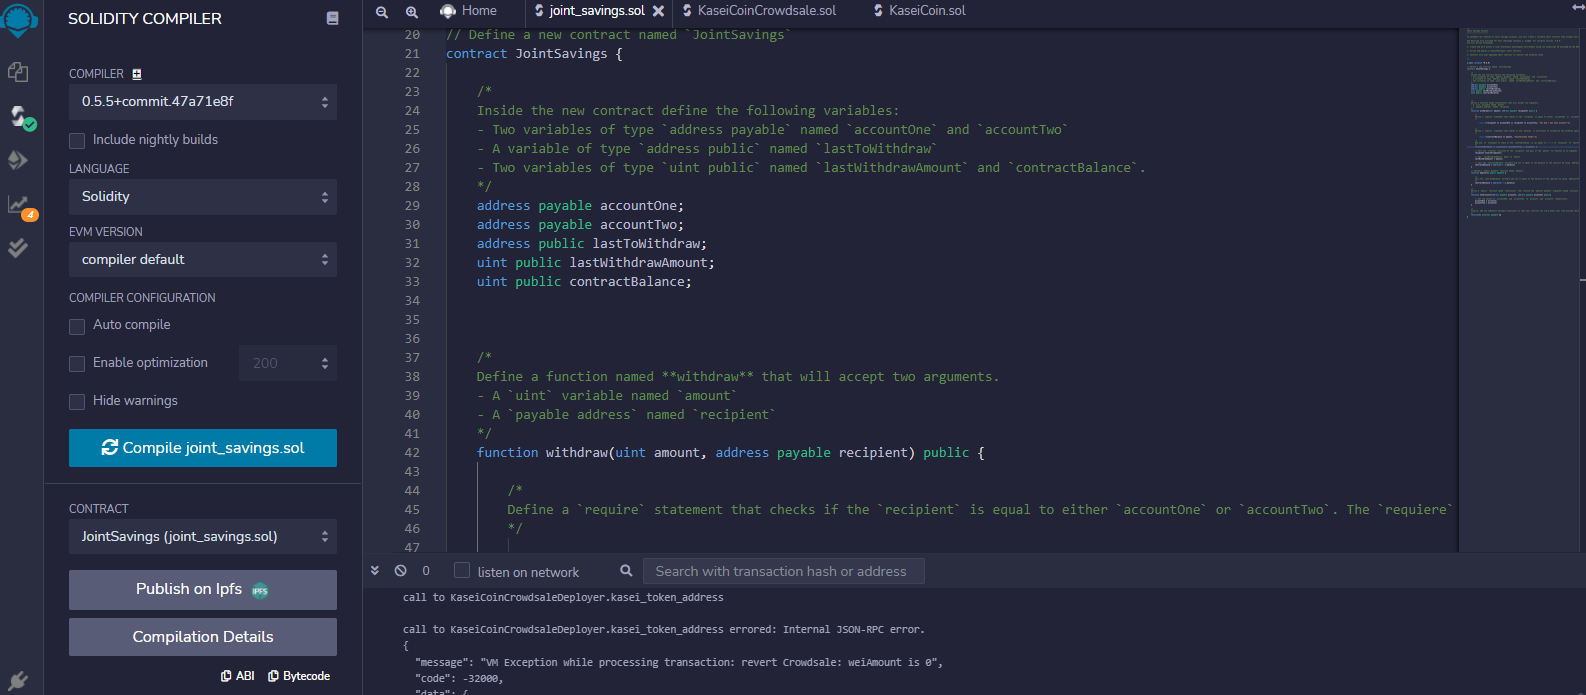 SOLIDITY COMPILER
COMPILER
0.5.5+commit.47a71e8f
Include nightly builds
LANGUAGE
Solidity
EVM VERSION
compiler default
COMPILER CONFIGURATION
Auto compile
Enable optimization
200
Hide warnings
Compile joint_savings.sol
CONTRACT
JointSavings (joint_savings.sol)
Publish on Ipfs
IPFS
Compilation Details
ABI Bytecode
4
Home joint_savings.sol KaseiCoinCrowdsale.sol KaseiCoin.sol
20 // Define a new contract named `JointSavings`
21 contract JointSavings {
22
23 /*
24 Inside the new contract define the following variables:
25 - Two variables of type `address payable` named `accountOne` and `accountTwo`
26 - A variable of type `address public` named `lastToWithdraw`
27 - Two variables of type `uint public` named `lastWithdrawAmount` and `contractBalance`.
28 */
29 address payable accountOne;
30 address payable accountTwo;
31 address public lastToWithdraw;
32 uint public lastWithdrawAmount;
33 uint public contractBalance;
34
35
36
37 /*
38 Define a function named **withdraw** that will accept two arguments.
39 - A `uint` variable named `amount`
40 - A `payable address` named `recipient`
41 */
42 function withdraw(uint amount, address payable recipient) public {
43
44 /*
45 Define a `require` statement that checks if the `recipient` is equal to either `accountOne` or `accountTwo`. The `requiere`
46 */
47
0 listen on network Search with transaction hash or address
call to KaseiCoinCrowdsaleDeployer.kasei_token_address
call to KaseiCoinCrowdsaleDeployer.kasei_token_address errored: Internal JSON-RPC error.
{
"message": "VM Exception while processing transaction: revert Crowdsale: weiAmount is 0",
"code": -32000,
"data": {